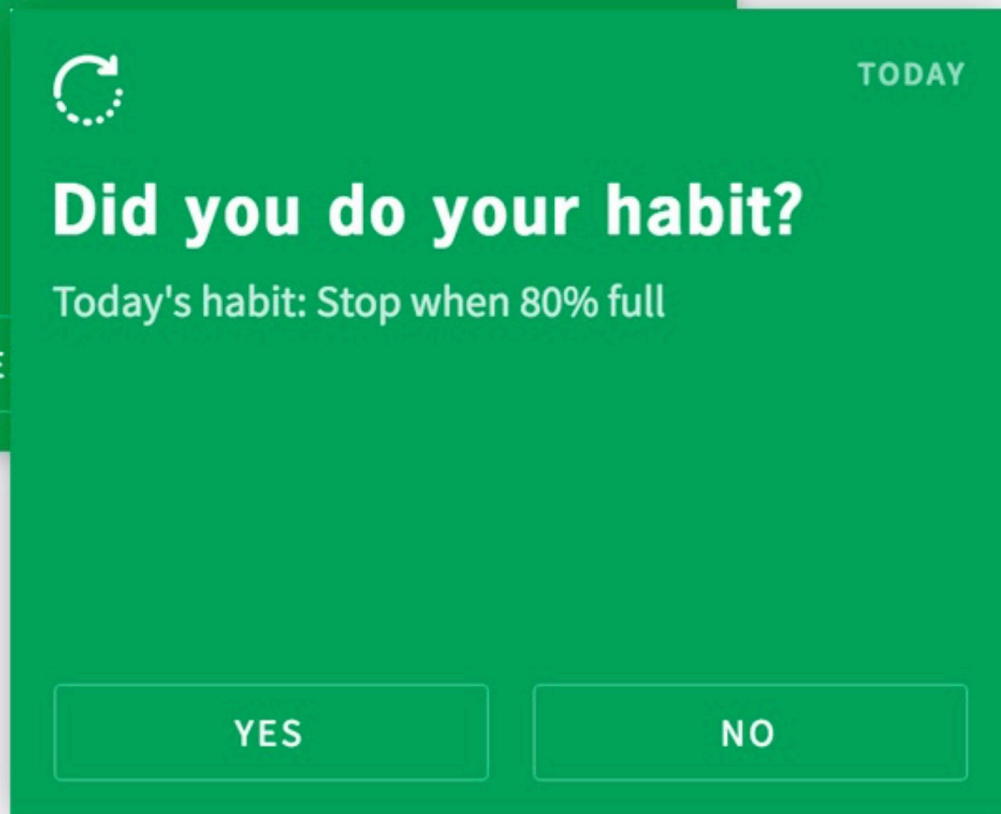 TODAY
Did you do your habit?
Today's habit: Stop when 80% full
YES
NO